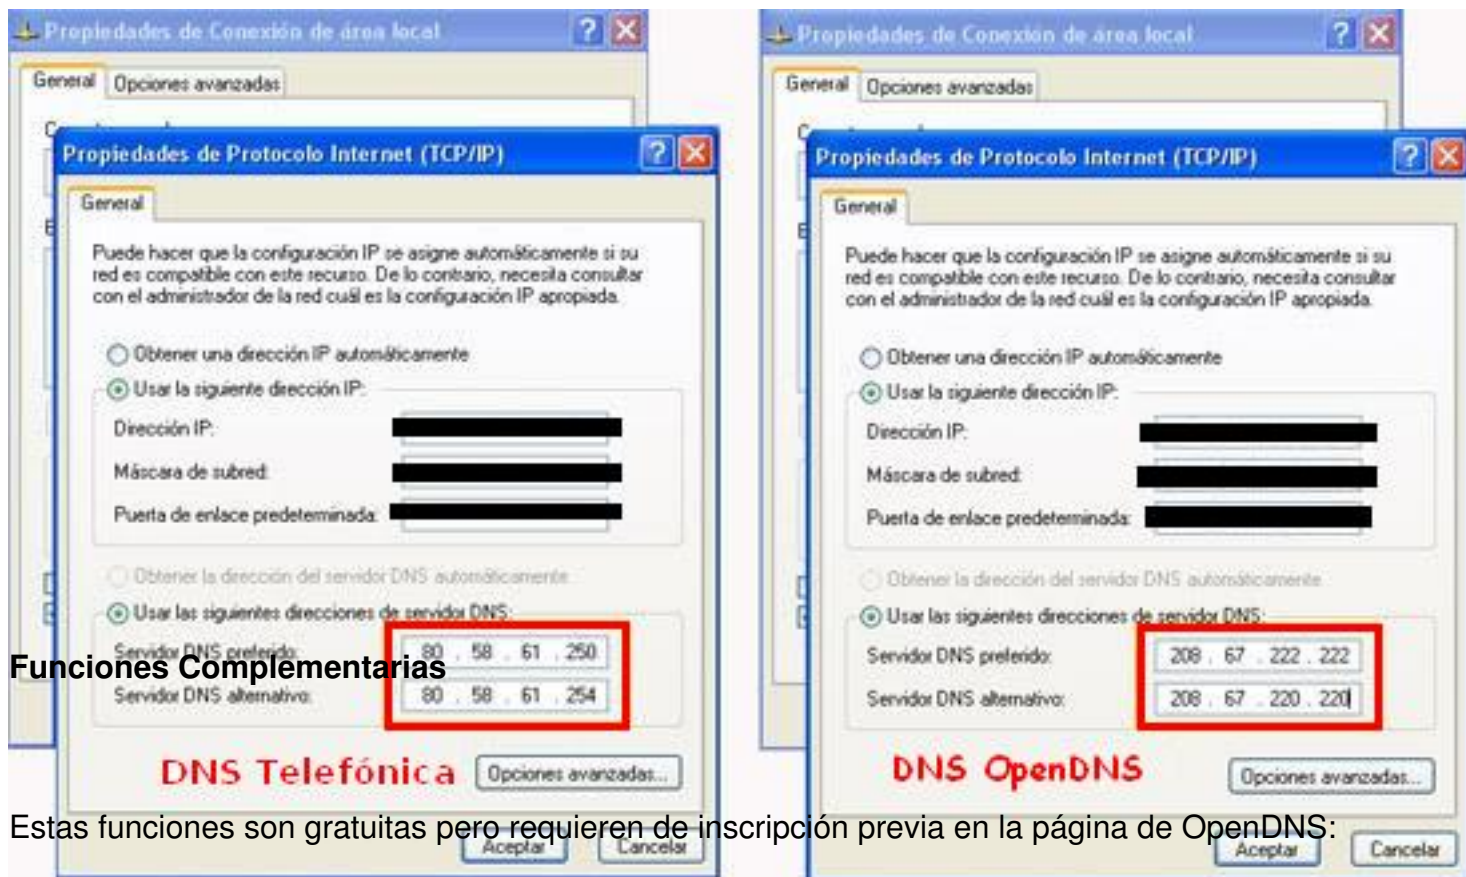 Propiedades de Conexión de área local
General
Opciones avanzadas
Propiedades de Protocolo Internet (TCP/IP)
General
Puede hacer que la configuración IP se asigne automáticamente si su
red es compatible con este recurso. De lo contrario, necesita consultar
con el administrador de la red cuál es la configuración IP apropiada.
Obtener una dirección IP automáticamente
Usar la siguiente dirección IP:
Dirección IP:
Máscara de subred:
Puerta de enlace predeterminada:
Obtener la dirección del servidor DNS automáticamente
Usar las siguientes direcciones de servidor DNS:
Servidor DNS preferido: 80 . 58 . 61 . 250
Servidor DNS alternativo: 80 . 58 . 61 . 254
DNS Telefónica
Opciones avanzadas...
Aceptar
Cancelar
Propiedades de Conexión de área local
General
Opciones avanzadas
Propiedades de Protocolo Internet (TCP/IP)
General
Puede hacer que la configuración IP se asigne automáticamente si su
red es compatible con este recurso. De lo contrario, necesita consultar
con el administrador de la red cuál es la configuración IP apropiada.
Obtener una dirección IP automáticamente
Usar la siguiente dirección IP:
Dirección IP:
Máscara de subred:
Puerta de enlace predeterminada:
Obtener la dirección del servidor DNS automáticamente
Usar las siguientes direcciones de servidor DNS:
Servidor DNS preferido: 208 . 67 . 222 . 222
Servidor DNS alternativo: 208 . 67 . 220 . 220
DNS OpenDNS
Opciones avanzadas...
Aceptar
Cancelar
Funciones Complementarias
Estas funciones son gratuitas pero requieren de inscripción previa en la página de OpenDNS: